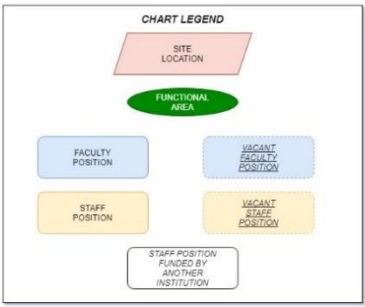 CHART LEGEND
SITE
LOCATION
FUNCTIONAL
AREA
FACULTY
POSITION
VACANT
FACULTY
POSITION
STAFF
POSITION
VACANT
STAFF
POSITION
STAFF POSITION
FUNDED BY
ANOTHER
INSTITUTION